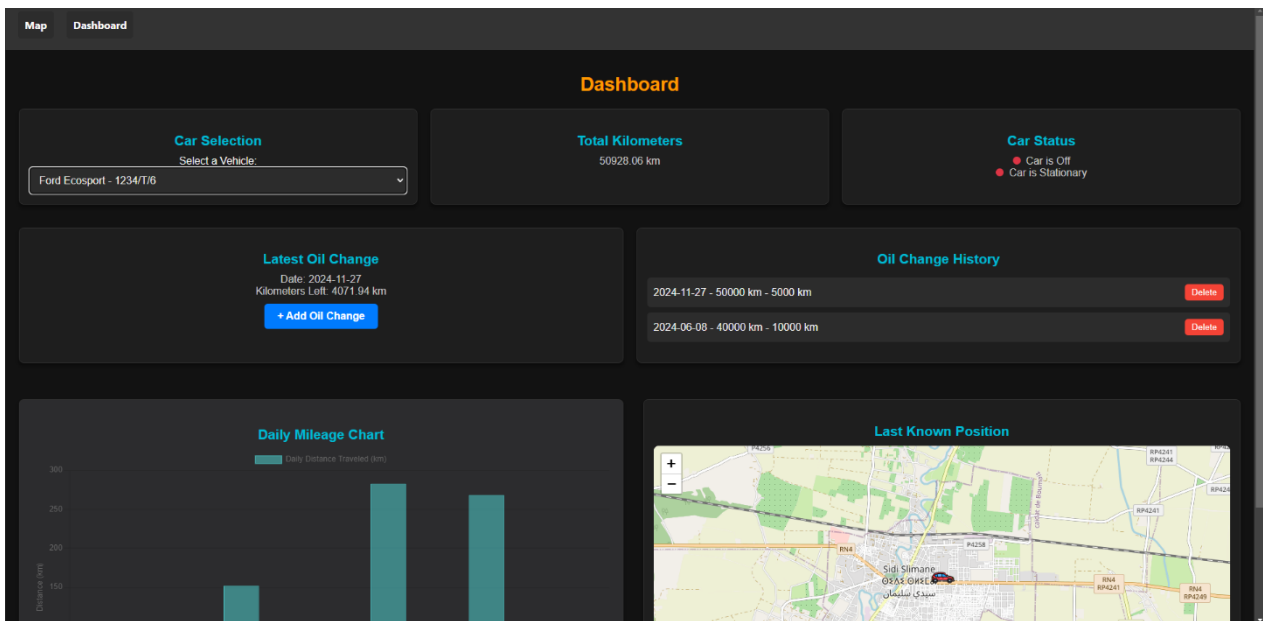 Map Dashboard
Dashboard
Car Selection
Select a Vehicle:
Ford Ecosport - 1234/T/6
Total Kilometers
50928.06 km
Car Status
Car is Off
Car is Stationary
Latest Oil Change
Date: 2024-11-27
Kilometers Left: 4071.94 km
+ Add Oil Change
Oil Change History
2024-11-27 - 50000 km - 5000 km Delete
2024-06-08 - 40000 km - 10000 km Delete
Daily Mileage Chart
Daily Distance Traveled (km)
300
250
200
150
Distance (km)
Last Known Position
+
−
P4256
RP4241
RP4244
RP4241
RN4
P4258
Sidi Slimane
سيدي سليمان
RN4
RP4241
RN4
RP4249